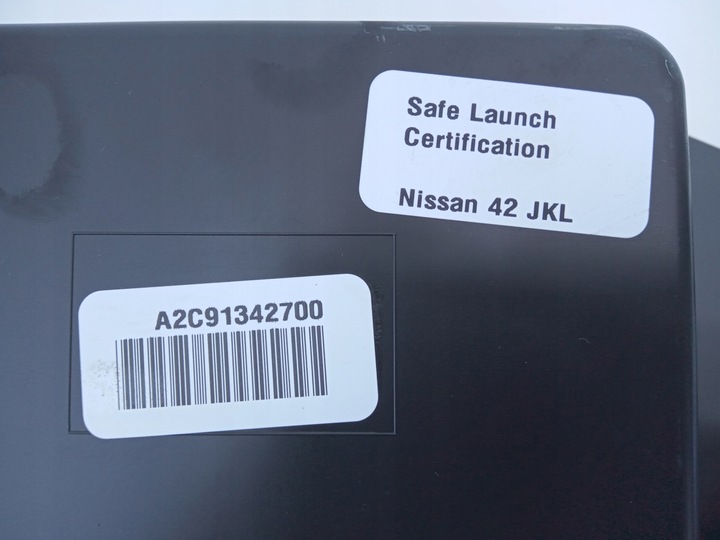 Safe Launch
Certification
Nissan 42 JKL
A2C91342700